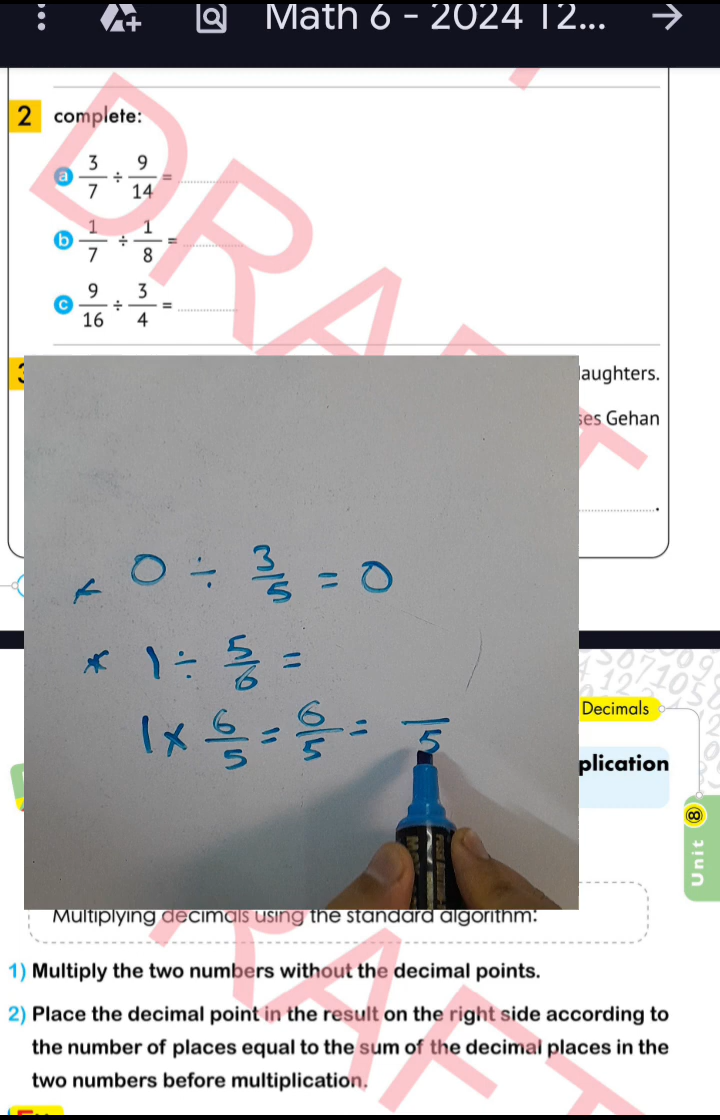 Math 6 - 2024 T2...
2 complete:
a 3/7 ÷ 9/14 = ............
b 1/7 ÷ 1/8 = ............
c 9/16 ÷ 3/4 = ............
3
laughters.
ses Gehan
* 0 ÷ 3/5 = 0
* 1 ÷ 5/6 =
1 × 6/5 = 6/5 = —/5
Decimals
plication
Unit 8
Multiplying decimals using the standard algorithm:
1) Multiply the two numbers without the decimal points.
2) Place the decimal point in the result on the right side according to
the number of places equal to the sum of the decimal places in the
two numbers before multiplication.
DRAFT
DRAFT